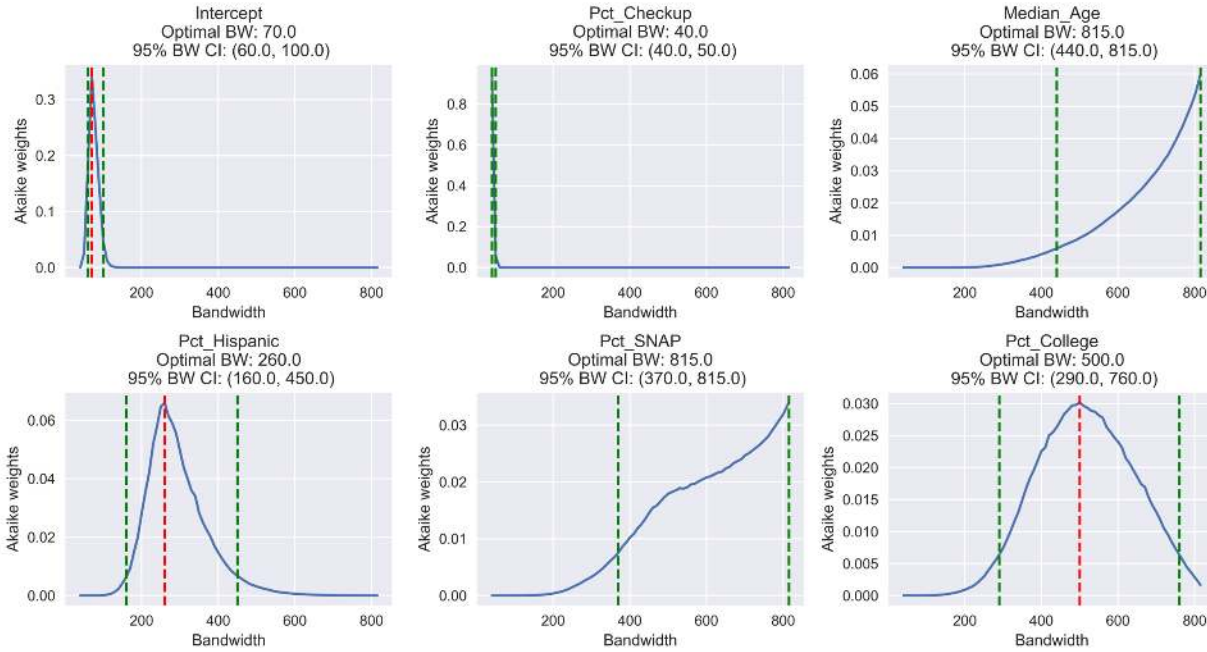 Intercept
Optimal BW: 70.0
95% BW CI: (60.0, 100.0)
Akaike weights
0.3
0.2
0.1
0.0
200 400 600 800
Bandwidth
Pct_Checkup
Optimal BW: 40.0
95% BW CI: (40.0, 50.0)
Akaike weights
0.8
0.6
0.4
0.2
0.0
200 400 600 800
Bandwidth
Median_Age
Optimal BW: 815.0
95% BW CI: (440.0, 815.0)
Akaike weights
0.06
0.05
0.04
0.03
0.02
0.01
0.00
200 400 600 800
Bandwidth
Pct_Hispanic
Optimal BW: 260.0
95% BW CI: (160.0, 450.0)
Akaike weights
0.06
0.04
0.02
0.00
200 400 600 800
Bandwidth
Pct_SNAP
Optimal BW: 815.0
95% BW CI: (370.0, 815.0)
Akaike weights
0.03
0.02
0.01
0.00
200 400 600 800
Bandwidth
Pct_College
Optimal BW: 500.0
95% BW CI: (290.0, 760.0)
Akaike weights
0.030
0.025
0.020
0.015
0.010
0.005
0.000
200 400 600 800
Bandwidth